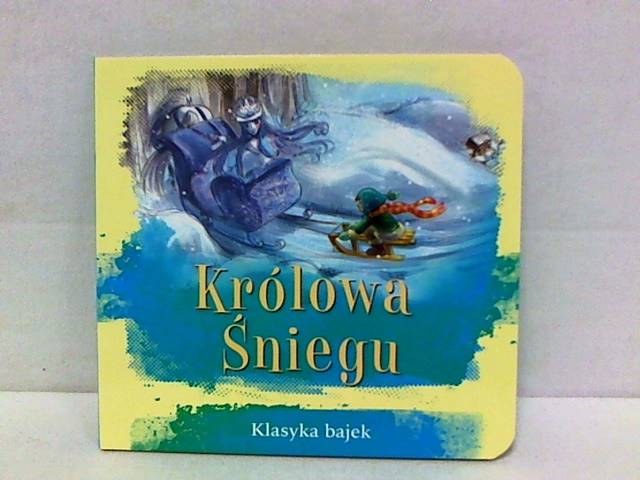 Królowa
Śniegu
Klasyka bajek